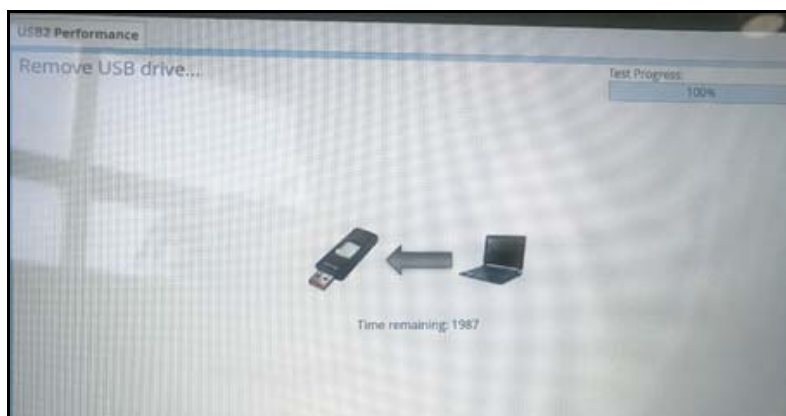 USB2 Performance
Remove USB drive...
Test Progress:
100%
Time remaining: 1987